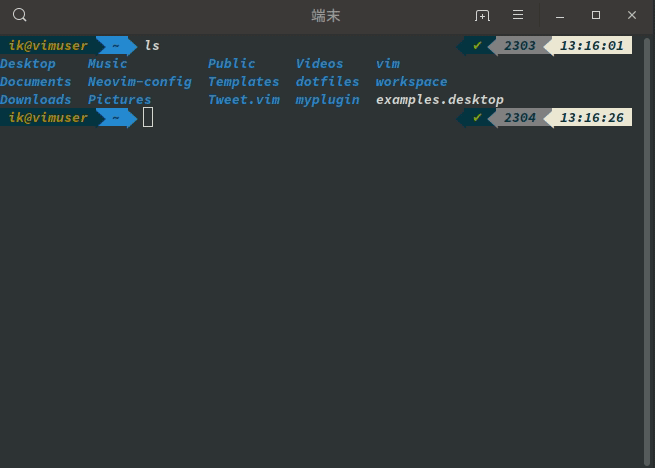 端末
ik@vimuser ~ ls ✔ 2303 13:16:01
Desktop Music Public Videos vim
Documents Neovim-config Templates dotfiles workspace
Downloads Pictures Tweet.vim myplugin examples.desktop
ik@vimuser ~ ✔ 2304 13:16:26